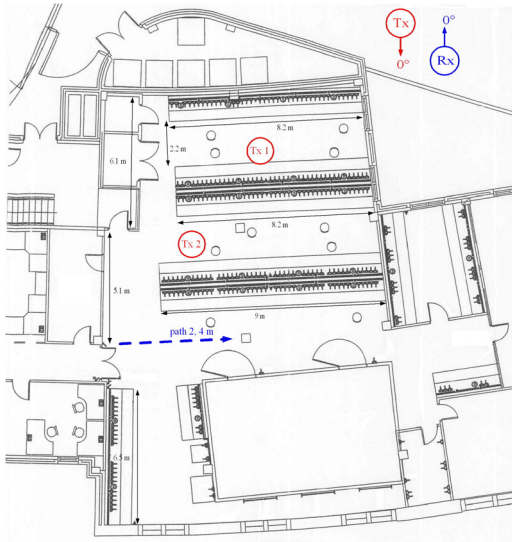 Tx
0°
0°
Rx
8.2 m
2.2 m
6.1 m
Tx 1
8.2 m
Tx 2
5.1 m
9 m
path 2, 4 m
6.5 m